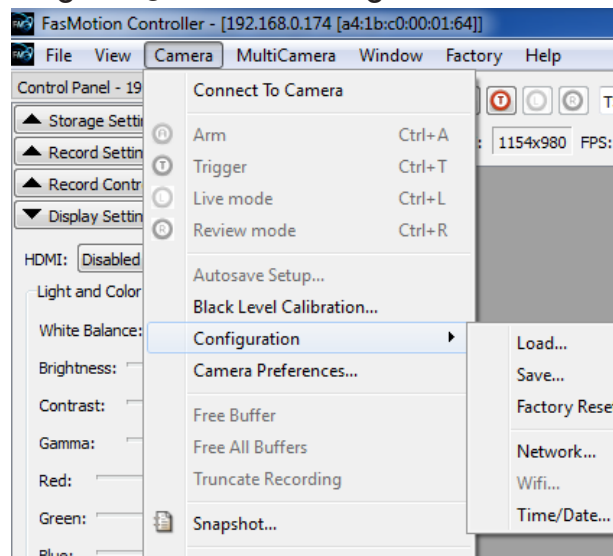 FasMotion Controller - [192.168.0.174 [a4:1b:c0:00:01:64]]
File View Camera MultiCamera Window Factory Help
Control Panel - 19
Storage Settin
Record Settin
Record Contr
Display Settin
HDMI: Disabled
Light and Color
White Balance:
Brightness:
Contrast:
Gamma:
Red:
Green:
Blue:
Connect To Camera
Arm Ctrl+A
Trigger Ctrl+T
Live mode Ctrl+L
Review mode Ctrl+R
Autosave Setup...
Black Level Calibration...
Configuration
Camera Preferences...
Free Buffer
Free All Buffers
Truncate Recording
Snapshot...
Load...
Save...
Factory Rese
Network...
Wifi...
Time/Date...
T L R T
: 1154x980 FPS: